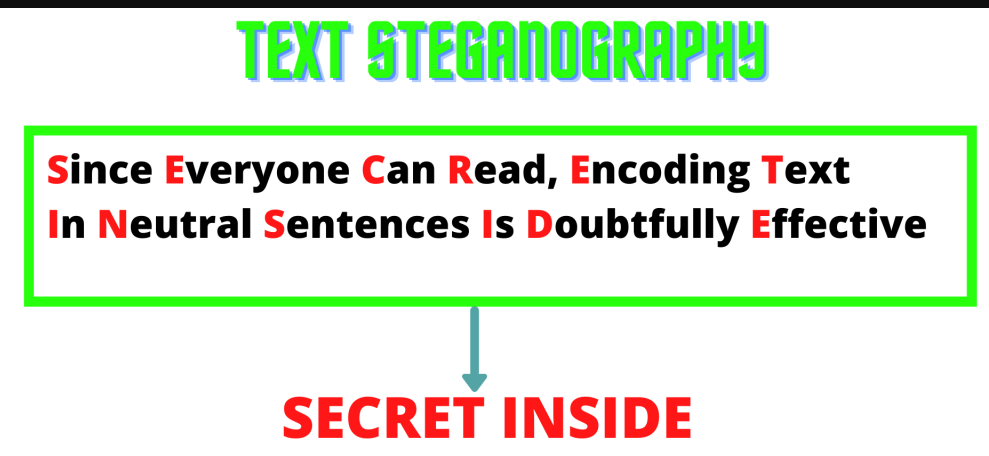 TEXT STEGANOGRAPHY
Since Everyone Can Read, Encoding Text
In Neutral Sentences Is Doubtfully Effective
SECRET INSIDE